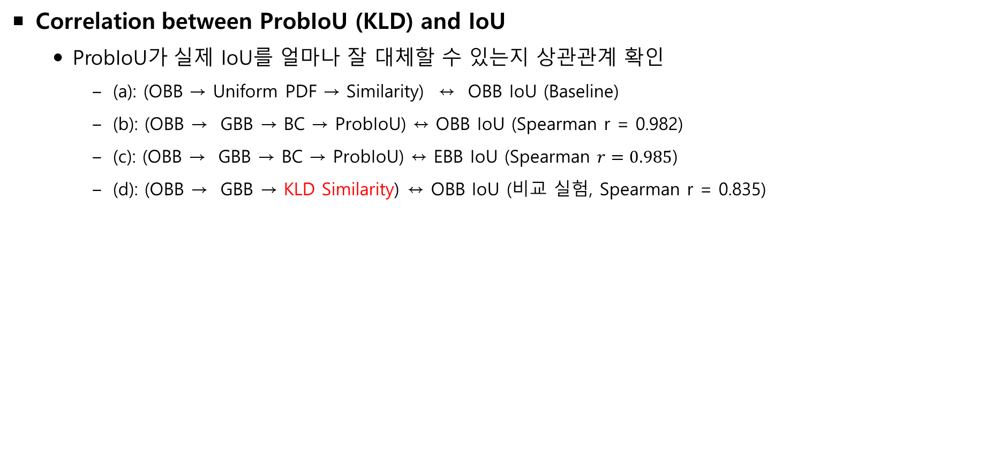 ■ Correlation between ProbIoU (KLD) and IoU
• ProbIoU가 실제 IoU를 얼마나 잘 대체할 수 있는지 상관관계 확인
– (a): (OBB → Uniform PDF → Similarity) ↔ OBB IoU (Baseline)
– (b): (OBB → GBB → BC → ProbIoU) ↔ OBB IoU (Spearman r = 0.982)
– (c): (OBB → GBB → BC → ProbIoU) ↔ EBB IoU (Spearman 𝑟 = 0.985)
– (d): (OBB → GBB → KLD Similarity) ↔ OBB IoU (비교 실험, Spearman r = 0.835)